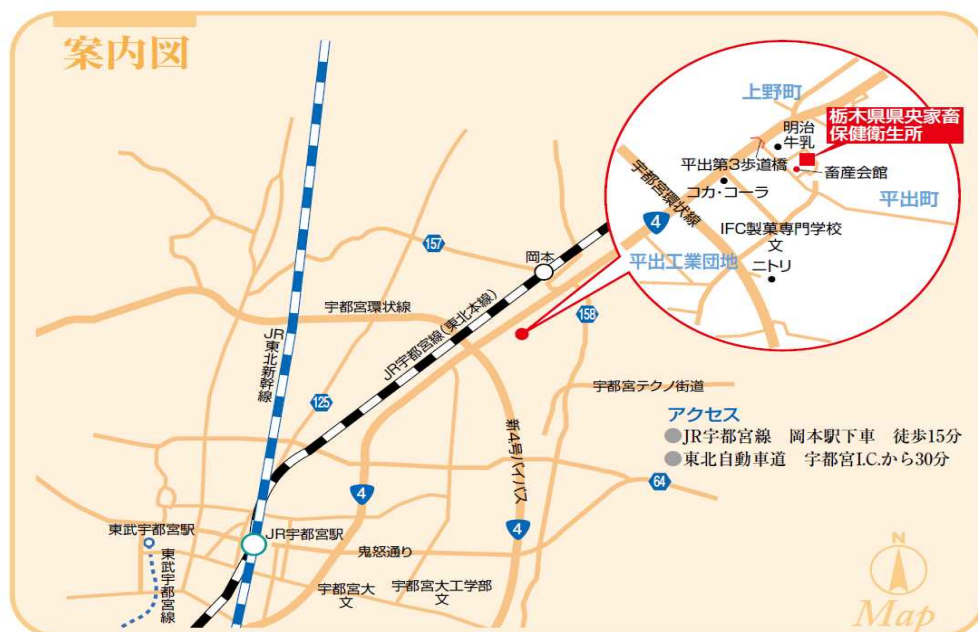 案内図
上野町
栃木県県央家畜
保健衛生所
明治
牛乳
平出第3歩道橋
畜産会館
コカ・コーラ
宇都宮環状線
平出町
4
IFC製菓専門学校
文
平出工業団地
ニトリ
157
岡本
宇都宮環状線
JR宇都宮線(東北本線)
158
JR東北新幹線
125
宇都宮テクノ街道
新4号バイパス
アクセス
●JR宇都宮線 岡本駅下車 徒歩15分
●東北自動車道 宇都宮I.C.から30分
64
4
4
東武宇都宮駅
JR宇都宮駅
鬼怒通り
東武宇都宮線
宇都宮大
文
宇都宮大工学部
文
N
Map